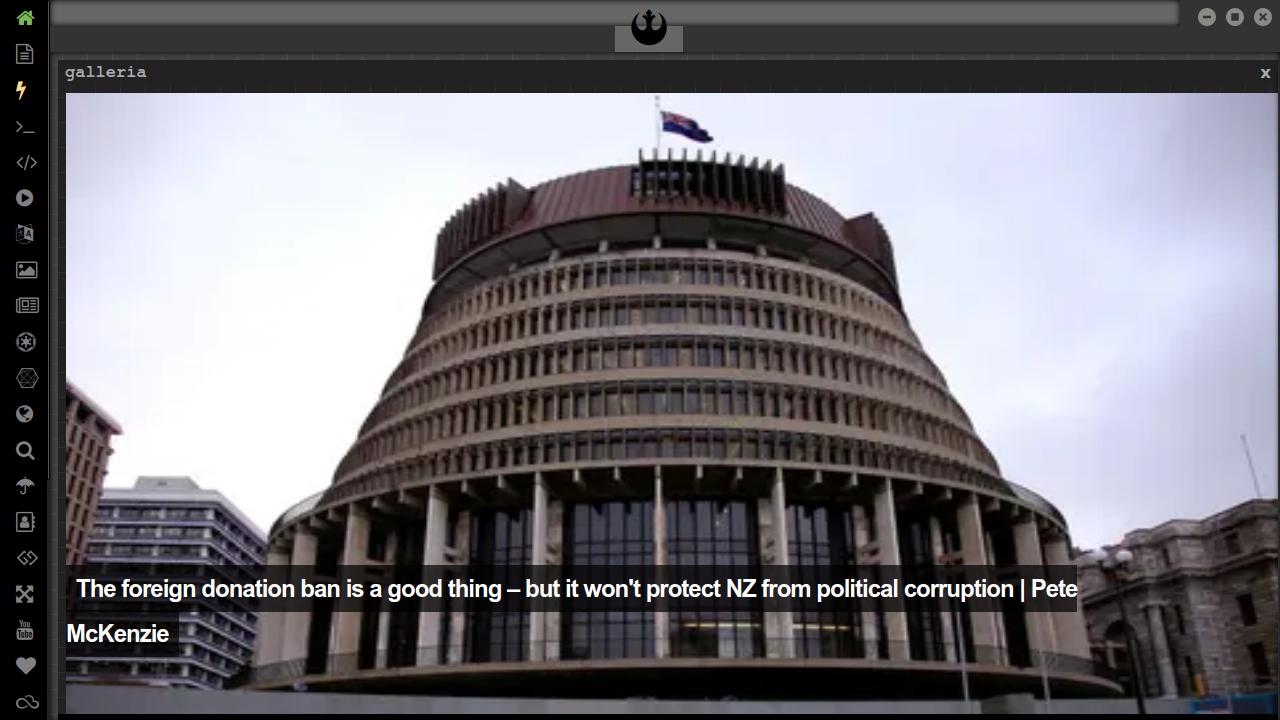 galleria
x
The foreign donation ban is a good thing – but it won't protect NZ from political corruption | Pete
McKenzie
You
Tube